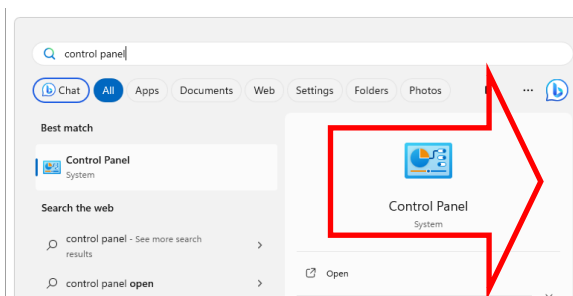 control panel
Chat All Apps Documents Web Settings Folders Photos ...
Best match
Control Panel
System
Search the web
control panel - See more search
results
control panel open
Control Panel
System
Open